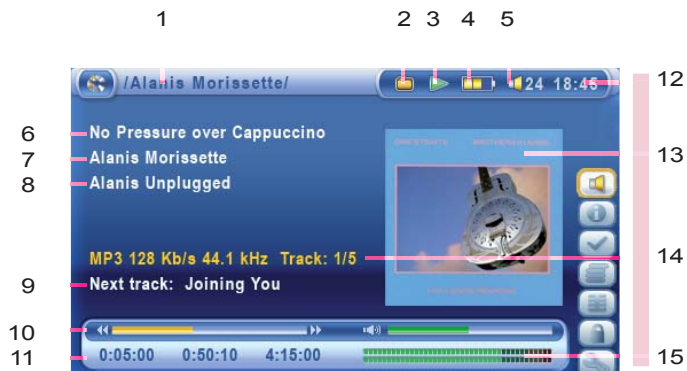 1 2 3 4 5
/Alanis Morissette/ 24 18:45 12
6 No Pressure over Cappuccino
7 Alanis Morissette 13
8 Alanis Unplugged
MP3 128 Kb/s 44.1 kHz Track: 1/5 14
9 Next track: Joining You
10
11 0:05:00 0:50:10 4:15:00 15